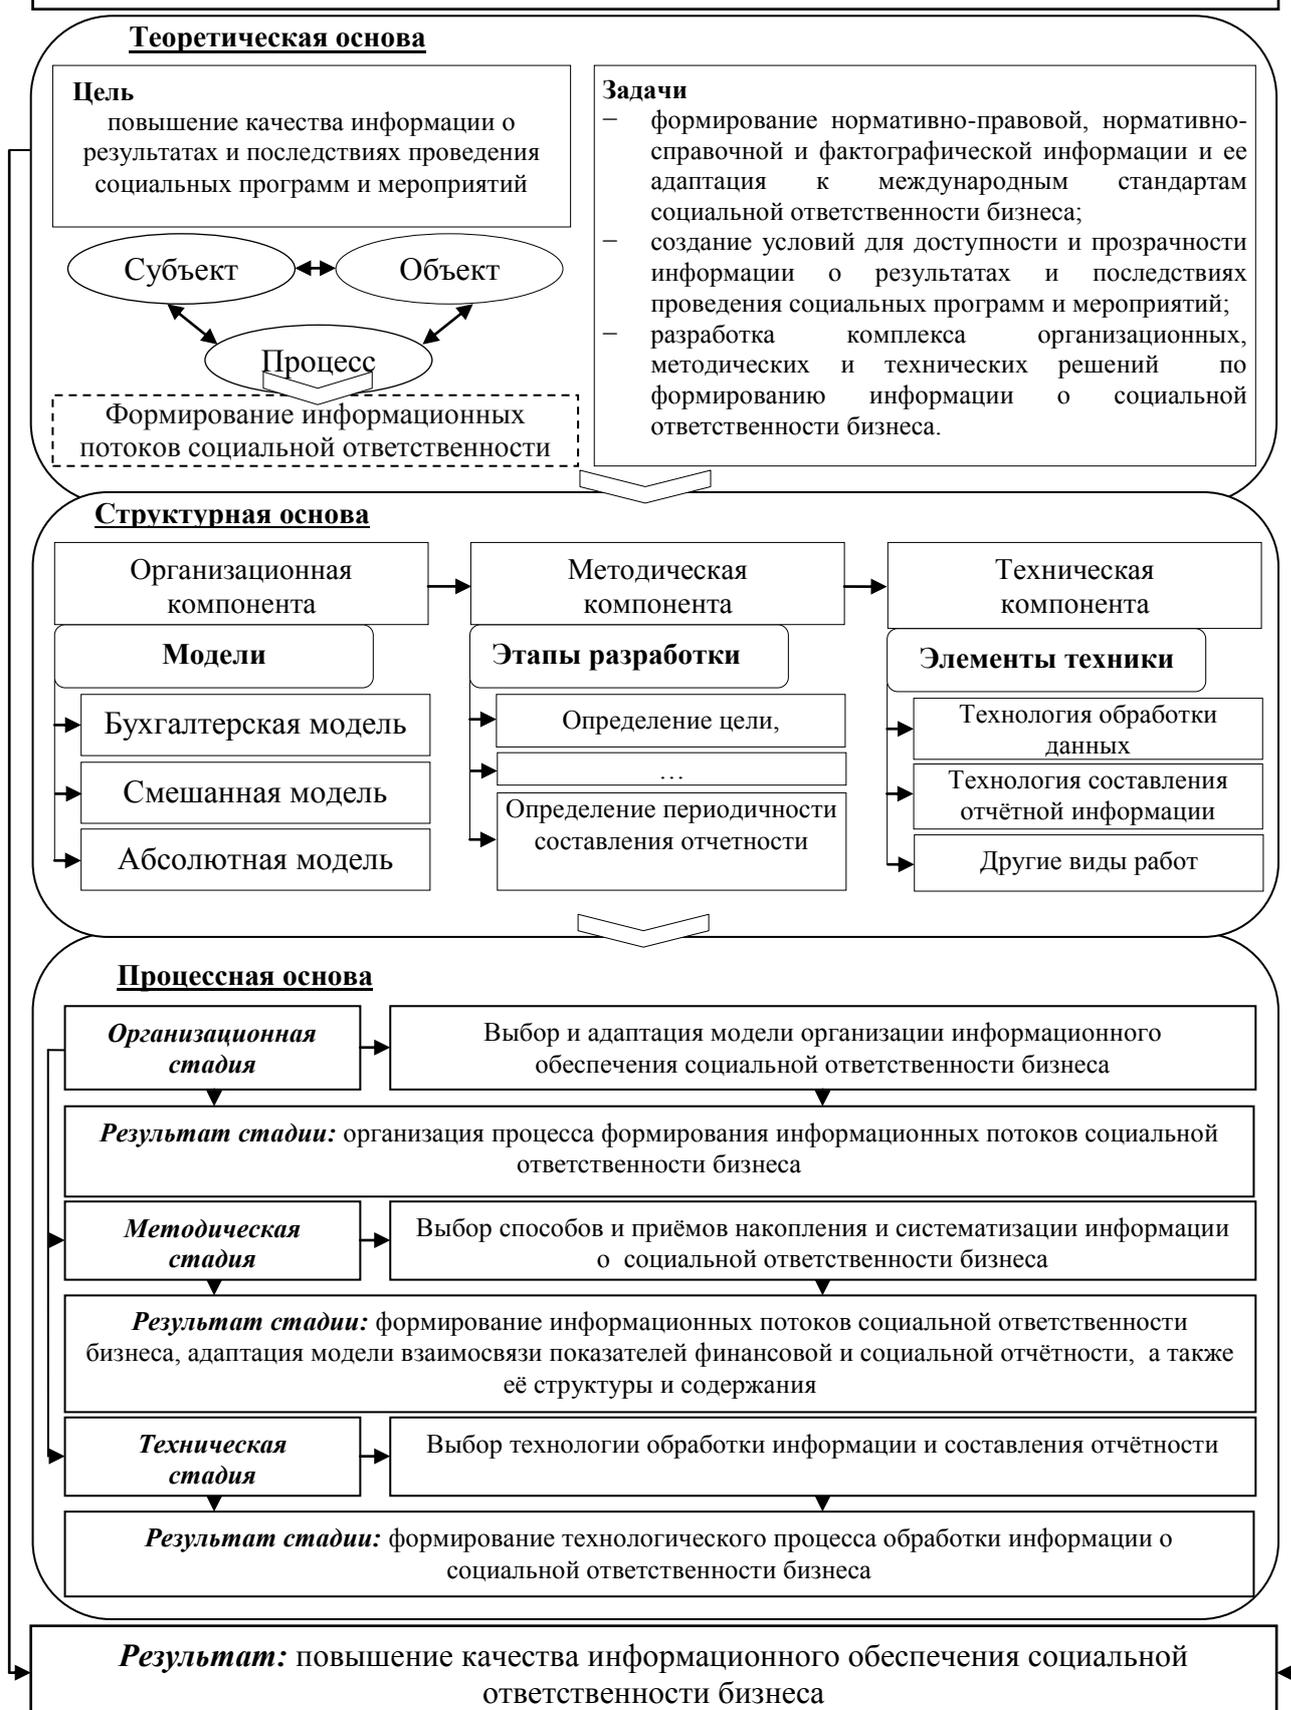 Теоретическая основа
Цель
повышение качества информации о
результатах и последствиях проведения
социальных программ и мероприятий
Субъект
Объект
Процесс
Формирование информационных
потоков социальной ответственности
Задачи
– формирование нормативно-правовой, нормативно-
справочной и фактографической информации и ее
адаптация к международным стандартам
социальной ответственности бизнеса;
– создание условий для доступности и прозрачности
информации о результатах и последствиях
проведения социальных программ и мероприятий;
– разработка комплекса организационных,
методических и технических решений по
формированию информации о социальной
ответственности бизнеса.
Структурная основа
Организационная
компонента
Модели
Бухгалтерская модель
Смешанная модель
Абсолютная модель
Методическая
компонента
Этапы разработки
Определение цели,
…
Определение периодичности
составления отчетности
Техническая
компонента
Элементы техники
Технология обработки
данных
Технология составления
отчётной информации
Другие виды работ
Процессная основа
Организационная
стадия
Выбор и адаптация модели организации информационного
обеспечения социальной ответственности бизнеса
Результат стадии: организация процесса формирования информационных потоков социальной
ответственности бизнеса
Методическая
стадия
Выбор способов и приёмов накопления и систематизации информации
о социальной ответственности бизнеса
Результат стадии: формирование информационных потоков социальной ответственности
бизнеса, адаптация модели взаимосвязи показателей финансовой и социальной отчётности, а также
её структуры и содержания
Техническая
стадия
Выбор технологии обработки информации и составления отчётности
Результат стадии: формирование технологического процесса обработки информации о
социальной ответственности бизнеса
Результат: повышение качества информационного обеспечения социальной
ответственности бизнеса